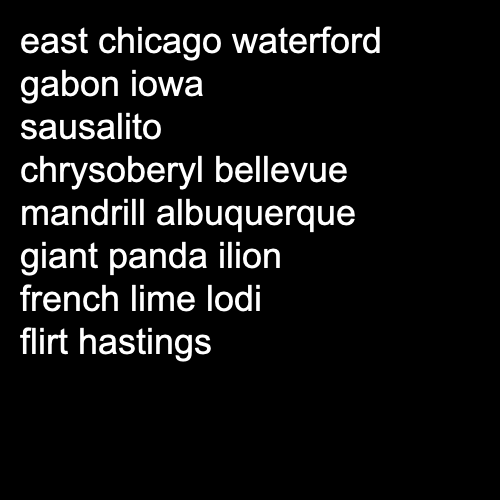 east chicago waterford
gabon iowa
sausalito
chrysoberyl bellevue
mandrill albuquerque
giant panda ilion
french lime lodi
flirt hastings